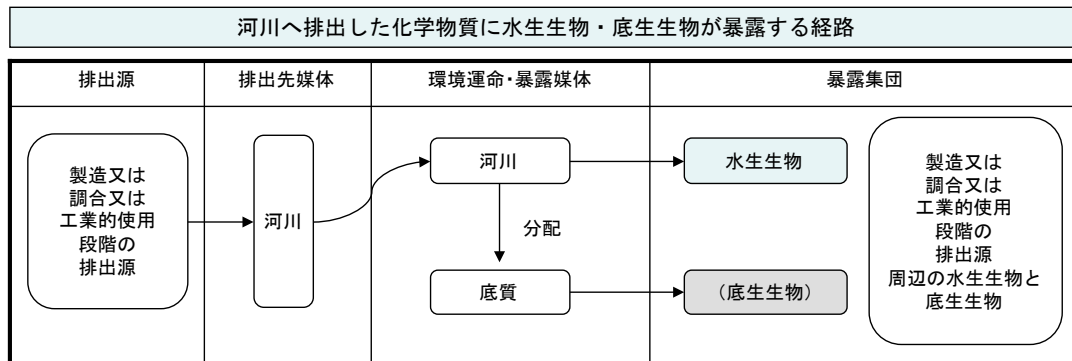 河川へ排出した化学物質に水生生物・底生生物が暴露する経路
排出源
排出先媒体
環境運命・暴露媒体
暴露集団
製造又は
調合又は
工業的使用
段階の
排出源
河川
河川
分配
底質
水生生物
（底生生物）
製造又は
調合又は
工業的使用
段階の
排出源
周辺の水生生物と
底生生物